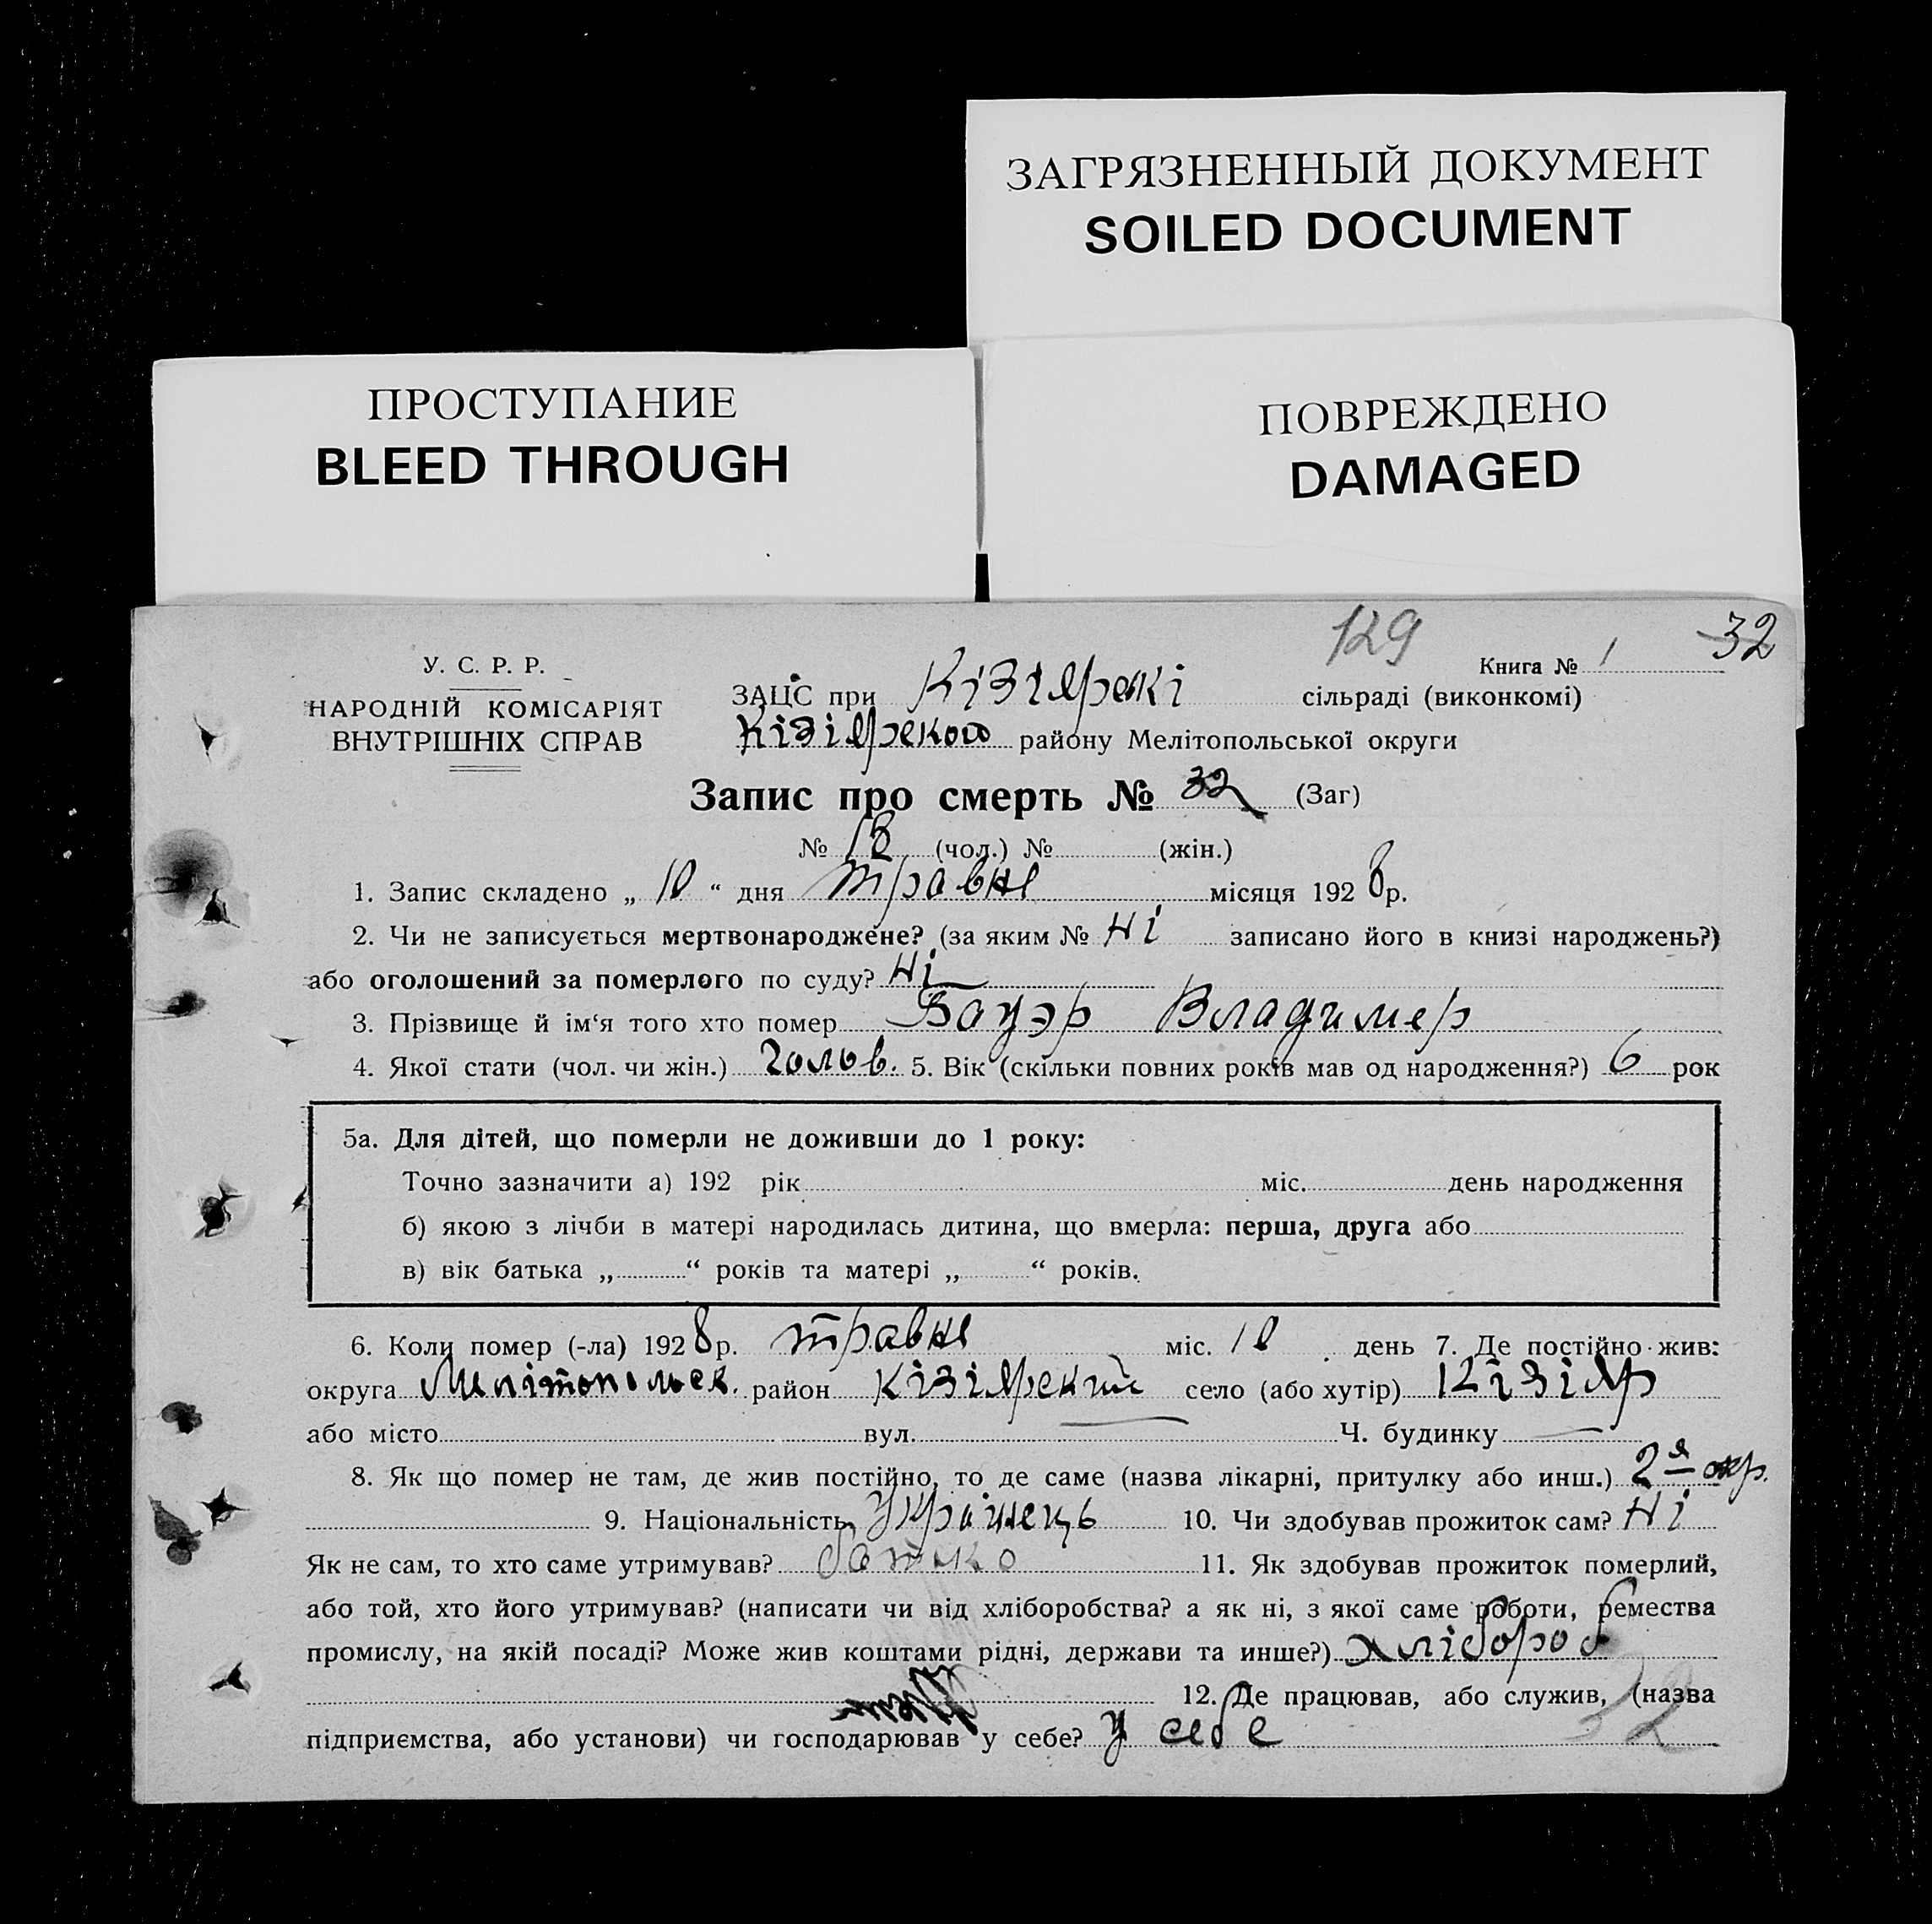 ЗАГРЯЗНЕННЫЙ ДОКУМЕНТ
SOILED DOCUMENT
ПРОСТУПАНИЕ
BLEED THROUGH
ПОВРЕЖДЕНО
DAMAGED
129
32
У. С. Р. Р.
НАРОДНІЙ КОМІСАРІЯТ
ВНУТРІШНІХ СПРАВ
Книга № 1
ЗАЦС при Кізіярскі сільраді (виконкомі)
Кізіярского району Мелітопольської округи
Запис про смерть № 32 (Заг)
№ 18 (чол.) № (жін.)
1. Запис складено „ 10 “ дня травня місяця 1928 р.
2. Чи не записується мертвонароджене? (за яким № Ні записано його в книзі народжень?)
або оголошений за померлого по суду? Ні
3. Прізвище й ім‘я того хто помер Бауэр Владимер
4. Якої стати (чол. чи жін.) чолов. 5. Вік (скільки повних років мав од народження?) 6 рок
5а. Для дітей, що померли не доживши до 1 року:
Точно зазначити а) 192 рік міс. день народження
б) якою з лічби в матері народилась дитина, що вмерла: перша, друга або
в) вік батька „ “ років та матері „ “ років.
6. Коли помер (-ла) 1928 р. травня міс. 10 день 7. Де постійно жив:
округа Мелітопольск. район Кізіярский село (або хутір) Кізіяр
або місто вул. Ч. будинку
8. Як що помер не там, де жив постійно, то де саме (назва лікарні, притулку або инш.) 2я окр.
9. Національність Украінець 10. Чи здобував прожиток сам? Ні
Як не сам, то хто саме утримував? батько 11. Як здобував прожиток померлий,
або той, хто його утримував? (написати чи від хліборобства? а як ні, з якої саме роботи, ремества
промислу, на якій посаді? Може жив коштами рідні, держави та инше?) хлібороб
12. Де працював, або служив, (назва
підприємства, або установи) чи господарював у себе? у себе
32